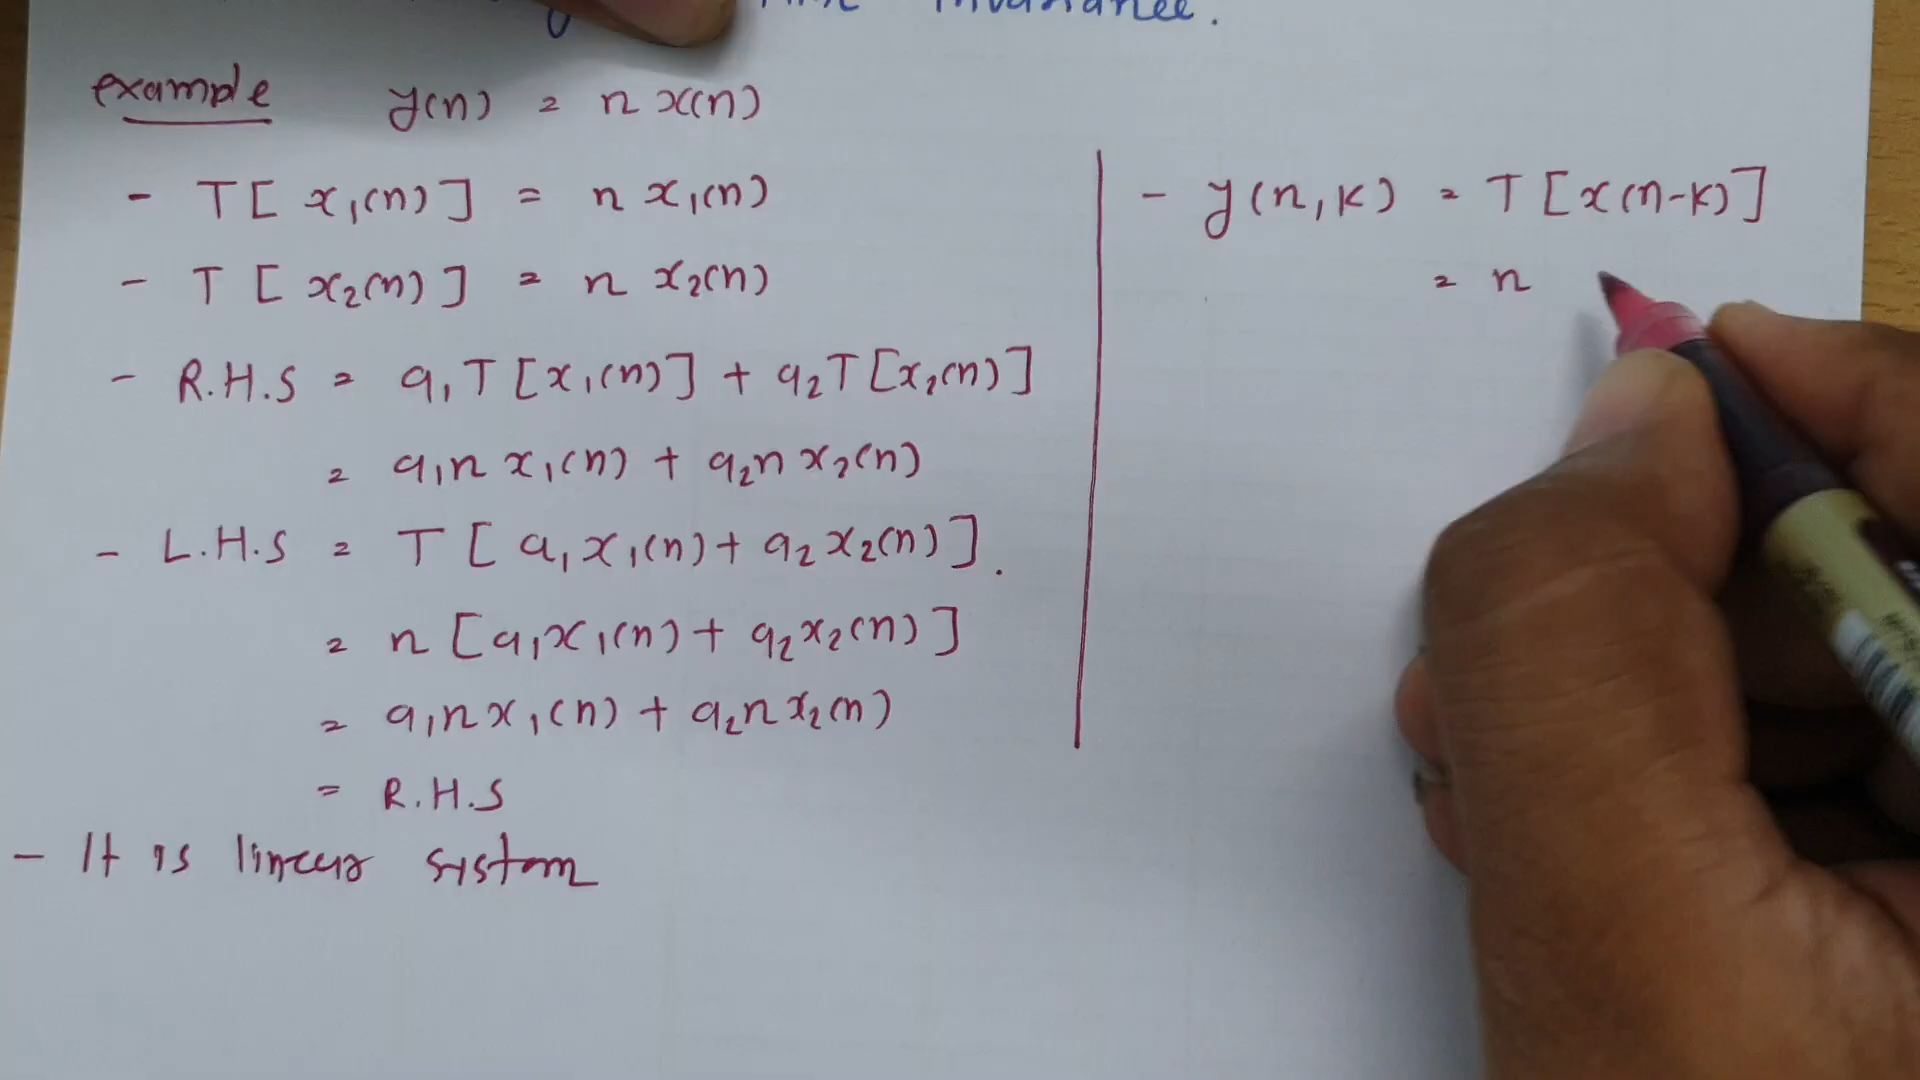 Invariance.
example y(n) = n x(n)
- T[x₁(n)] = n x₁(n)
- T[x₂(n)] = n x₂(n)
- R.H.S = a₁T[x₁(n)] + a₂T[x₂(n)]
= a₁n x₁(n) + a₂n x₂(n)
- L.H.S = T[a₁x₁(n) + a₂x₂(n)].
= n[a₁x₁(n) + a₂x₂(n)]
= a₁n x₁(n) + a₂n x₂(n)
= R.H.S
- It is linear system
- y(n,k) = T[x(n-k)]
= n